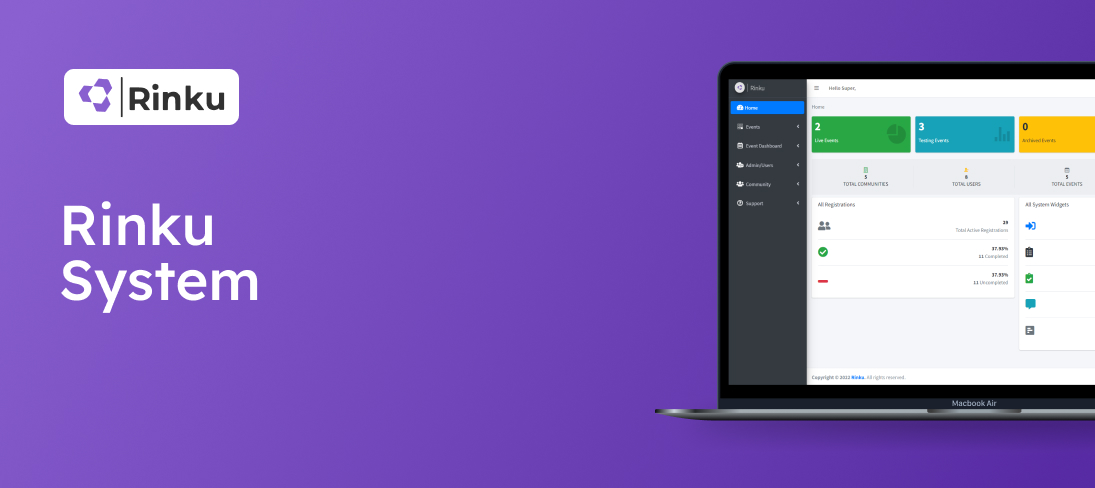 Rinku
Rinku
System
Rinku
Hello Super,
Home
Events
Event Dashboard
Admin/Users
Community
Support
Home
2
Live Events
3
Testing Events
0
Archived Events
5
TOTAL COMMUNITIES
8
TOTAL USERS
5
TOTAL EVENTS
All Registrations
All System Widgets
Total Active Registrations
37.93%
11 Completed
37.93%
11 Uncompleted
Copyright © 2022 Rinku. All rights reserved.
Macbook Air